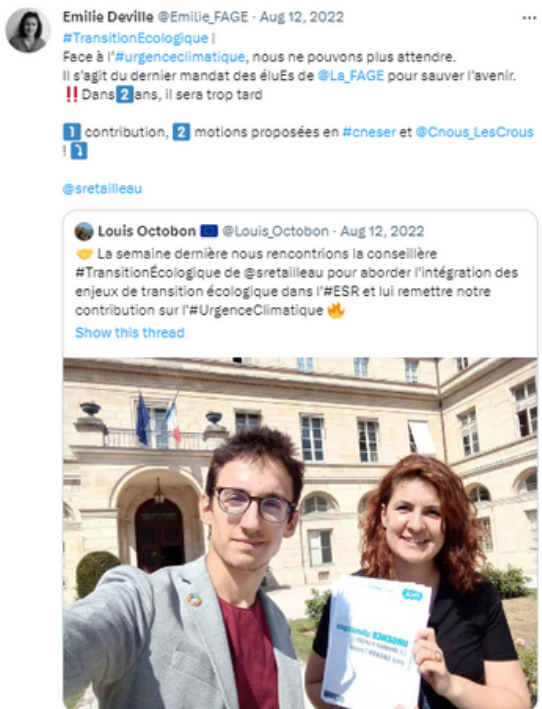 Emilie Deville @Emilie_FAGE · Aug 12, 2022
#TransitionEcologique |
Face à l'#urgenceclimatique, nous ne pouvons plus attendre.
Il s'agit du dernier mandat des éluEs de @La_FAGE pour sauver l'avenir.
‼️ Dans 2️⃣ ans, il sera trop tard
1️⃣ contribution, 2️⃣ motions proposées en #cneser et @Cnous_LesCrous
! ⤵️
@sretailleau
Louis Octobon 🇪🇺 @Louis_Octobon · Aug 12, 2022
🤝 La semaine dernière nous rencontrions la conseillère
#TransitionÉcologique de @sretailleau pour aborder l'intégration des
enjeux de transition écologique dans l'#ESR et lui remettre notre
contribution sur l'#UrgenceClimatique 🔥
Show this thread